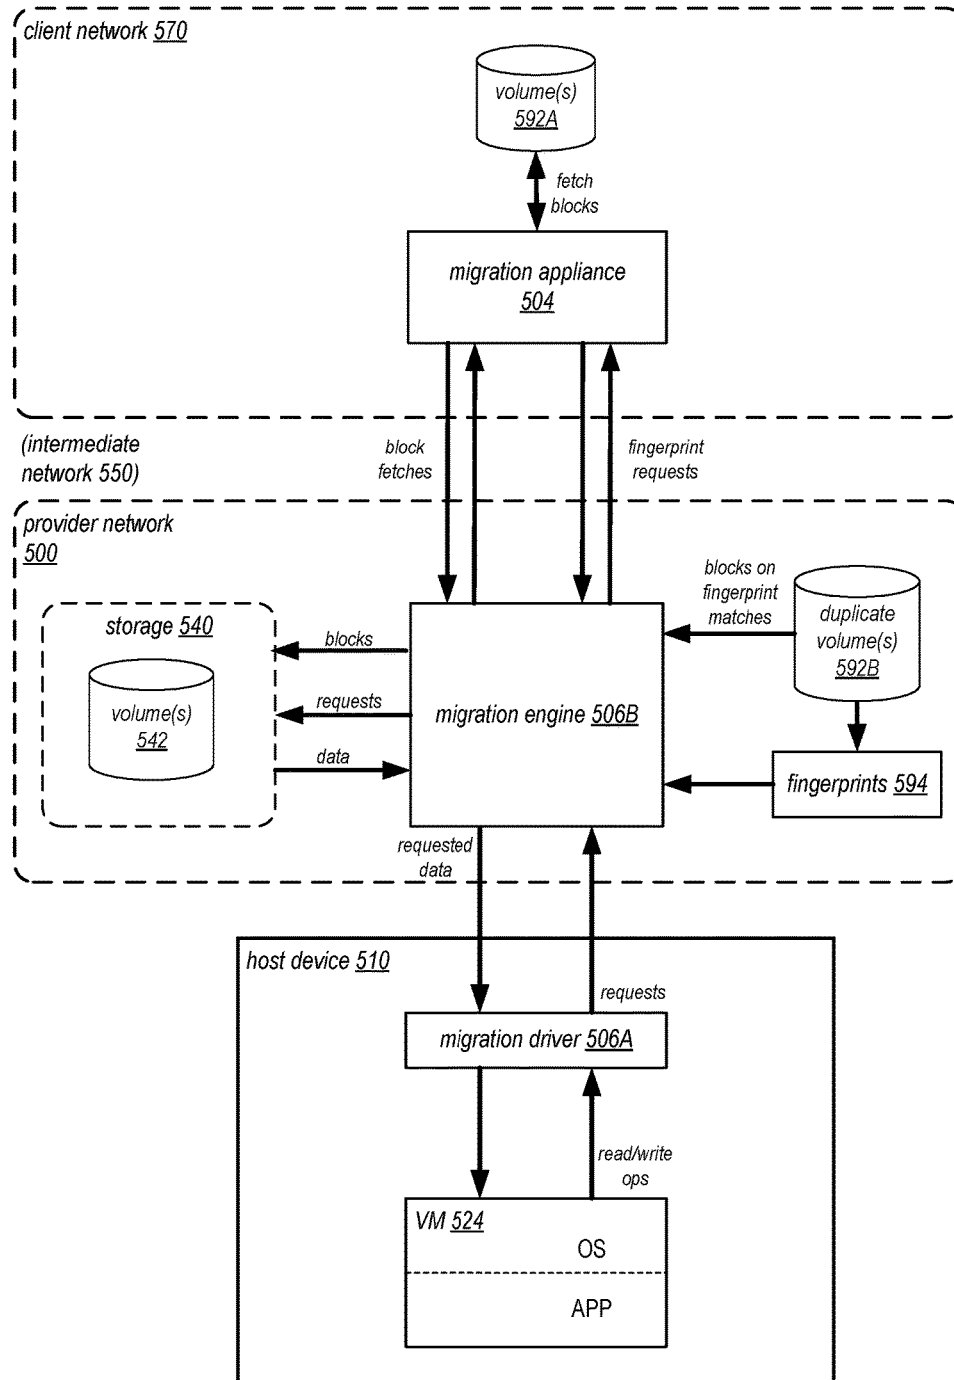 client network 570
volume(s)
592A
fetch
blocks
migration appliance
504
(intermediate
network 550)
block
fetches
fingerprint
requests
provider network
500
storage 540
volume(s)
542
blocks
requests
data
migration engine 506B
blocks on
fingerprint
matches
duplicate
volume(s)
592B
fingerprints 594
requested
data
host device 510
requests
migration driver 506A
read/write
ops
VM 524
OS
APP